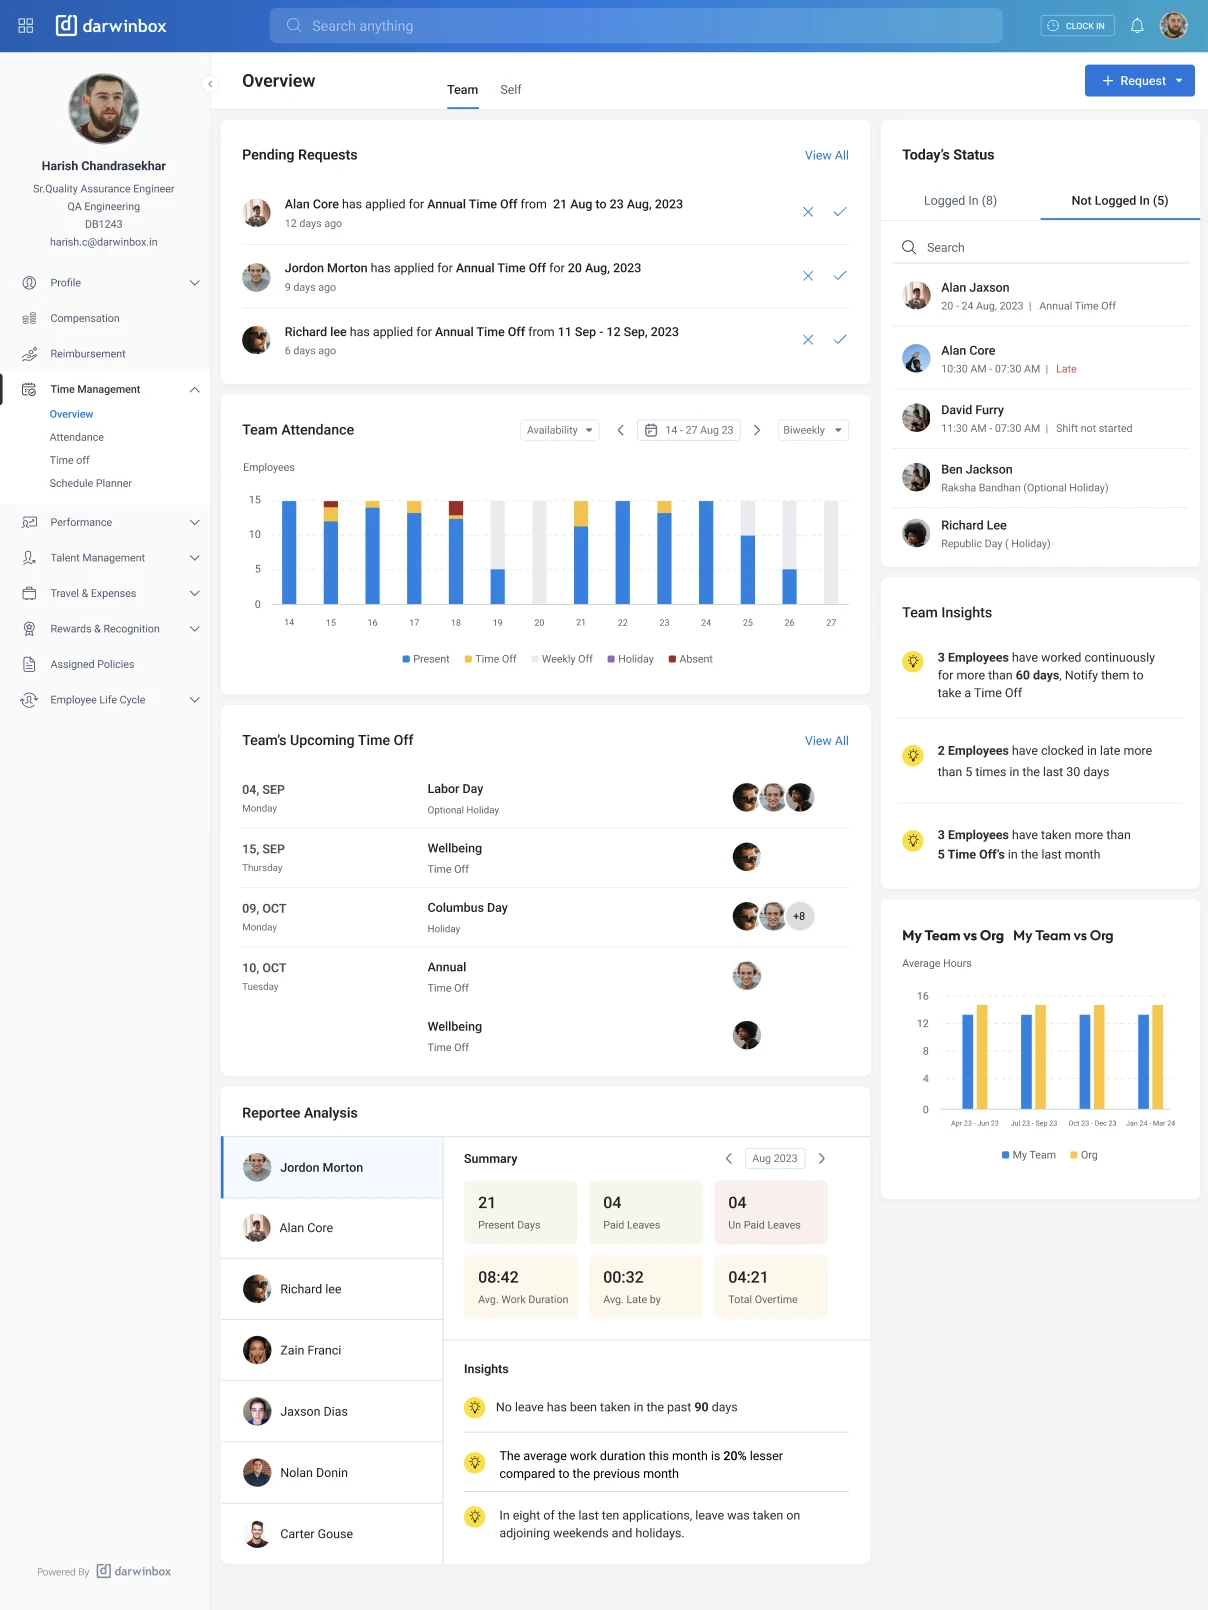 darwinbox
Search anything
CLOCK IN
Harish Chandrasekhar
Sr.Quality Assurance Engineer
QA Engineering
DB1243
harish.c@darwinbox.in
Profile
Compensation
Reimbursement
Time Management
Overview
Attendance
Time off
Schedule Planner
Performance
Talent Management
Travel & Expenses
Rewards & Recognition
Assigned Policies
Employee Life Cycle
Powered By darwinbox
Overview
Team Self
+ Request
Pending Requests
View All
Alan Core has applied for Annual Time Off from 21 Aug to 23 Aug, 2023
12 days ago
Jordon Morton has applied for Annual Time Off for 20 Aug, 2023
9 days ago
Richard lee has applied for Annual Time Off from 11 Sep - 12 Sep, 2023
6 days ago
Team Attendance
Availability
14 - 27 Aug 23
Biweekly
Employees
15
10
5
0
14 15 16 17 18 19 20 21 22 23 24 25 26 27
Present Time Off Weekly Off Holiday Absent
Team's Upcoming Time Off
View All
04, SEP
Monday
Labor Day
Optional Holiday
15, SEP
Thursday
Wellbeing
Time Off
09, OCT
Monday
Columbus Day
Holiday
+8
10, OCT
Tuesday
Annual
Time Off
Wellbeing
Time Off
Reportee Analysis
Jordon Morton
Alan Core
Richard lee
Zain Franci
Jaxson Dias
Nolan Donin
Carter Gouse
Summary
Aug 2023
21
Present Days
04
Paid Leaves
04
Un Paid Leaves
08:42
Avg. Work Duration
00:32
Avg. Late by
04:21
Total Overtime
Insights
No leave has been taken in the past 90 days
The average work duration this month is 20% lesser
compared to the previous month
In eight of the last ten applications, leave was taken on
adjoining weekends and holidays.
Today's Status
Logged In (8)
Not Logged In (5)
Search
Alan Jaxson
20 - 24 Aug, 2023 | Annual Time Off
Alan Core
10:30 AM - 07:30 AM | Late
David Furry
11:30 AM - 07:30 AM | Shift not started
Ben Jackson
Raksha Bandhan (Optional Holiday)
Richard Lee
Republic Day ( Holiday)
Team Insights
3 Employees have worked continuously
for more than 60 days, Notify them to
take a Time Off
2 Employees have clocked in late more
than 5 times in the last 30 days
3 Employees have taken more than
5 Time Off's in the last month
My Team vs Org My Team vs Org
Average Hours
16
12
8
4
0
Apr 23 - Jun 23 Jul 23 - Sep 23 Oct 23 - Dec 23 Jan 24 - Mar 24
My Team Org